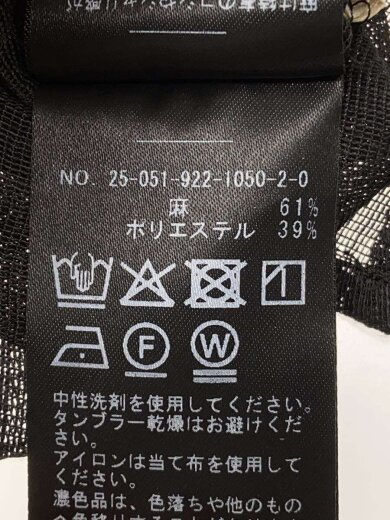 NO. 25-051-922-1050-2-0
麻 61%
ポリエステル 39%
F W
中性洗剤を使用してください。
タンブラー乾燥はお避けくだ
さい。
アイロンは当て布を使用して
ください。
濃色品は、色落ちや他のもの